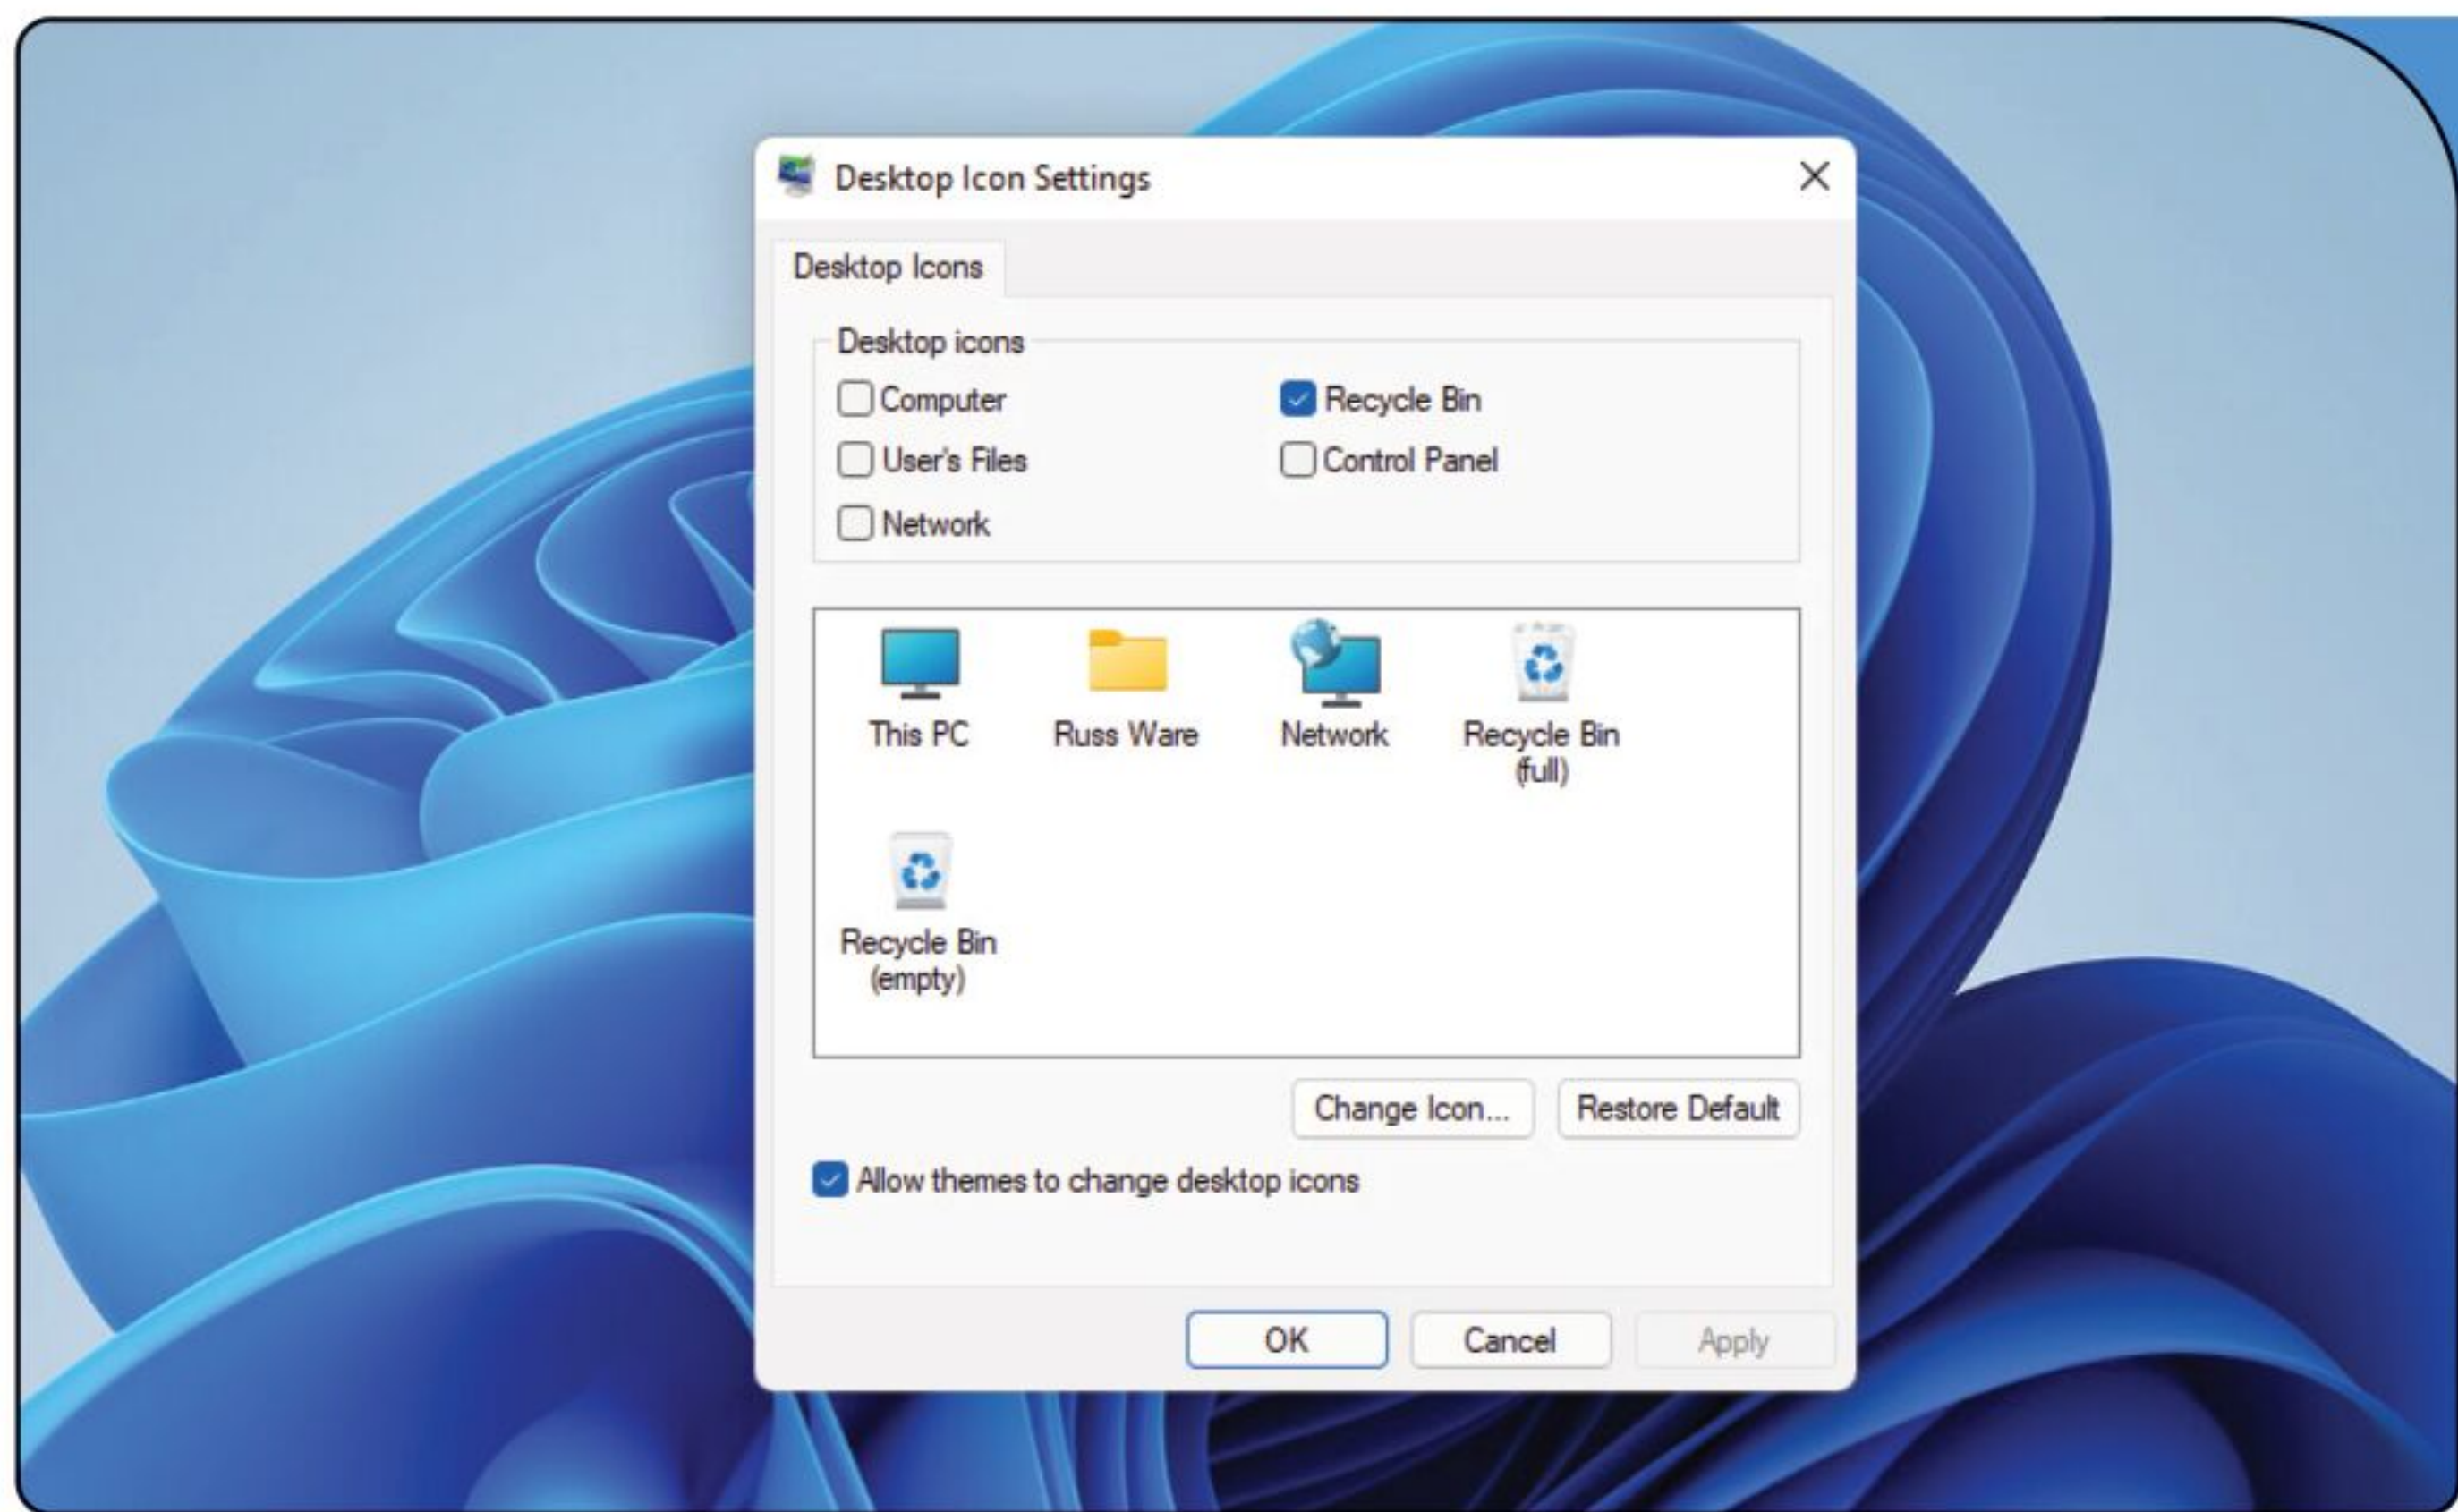 Desktop Icon Settings
Desktop Icons
Desktop icons
Computer
Recycle Bin
User's Files
Control Panel
Network
This PC
Russ Ware
Network
Recycle Bin
(full)
Recycle Bin
(empty)
Change Icon...
Restore Default
Allow themes to change desktop icons
OK
Cancel
Apply